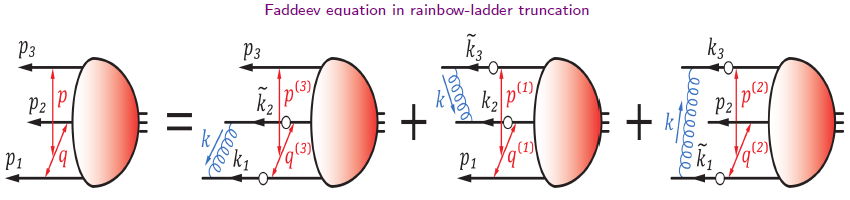 Faddeev equation in rainbow-ladder truncation
p₃ p₃ k̃₃ k₃
p p⁽³⁾ p⁽¹⁾ p⁽²⁾
p₂ k̃₂ k k₂ p₂
= + +
k k
q q⁽³⁾ q⁽¹⁾ q⁽²⁾
p₁ k₁ p₁ k̃₁